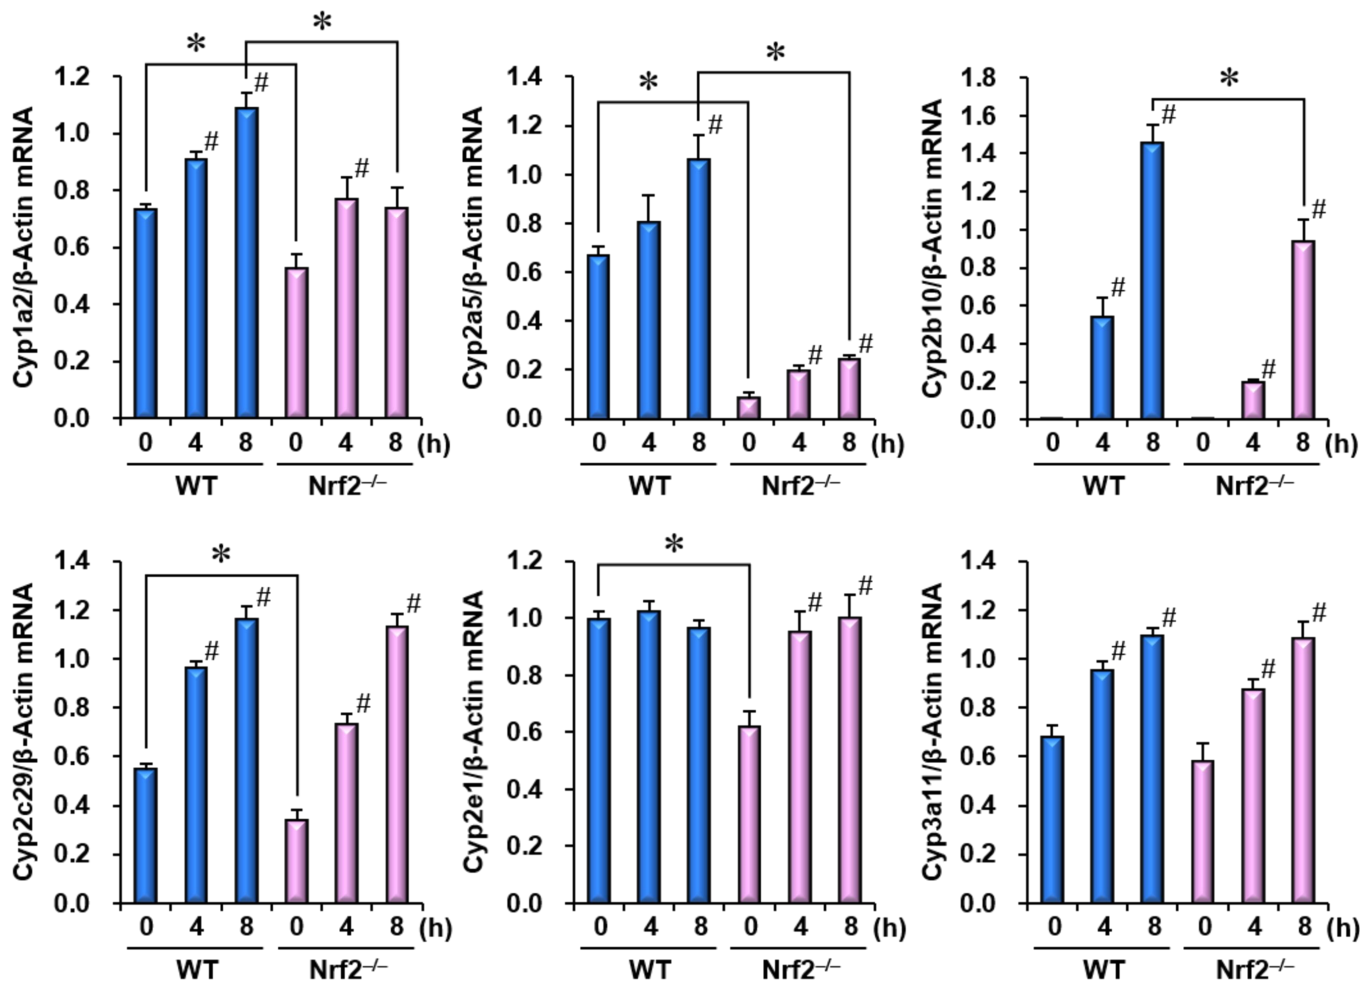 * *
Cyp1a2/β-Actin mRNA
1.2
1.0
0.8
0.6
0.4
0.2
0.0
# # #
0 4 8 0 4 8 (h)
WT Nrf2−/−
* *
Cyp2a5/β-Actin mRNA
1.4
1.2
1.0
0.8
0.6
0.4
0.2
0.0
# # #
0 4 8 0 4 8 (h)
WT Nrf2−/−
*
Cyp2b10/β-Actin mRNA
1.8
1.6
1.4
1.2
1.0
0.8
0.6
0.4
0.2
0.0
# # # #
0 4 8 0 4 8 (h)
WT Nrf2−/−
*
Cyp2c29/β-Actin mRNA
1.4
1.2
1.0
0.8
0.6
0.4
0.2
0.0
# # # #
0 4 8 0 4 8 (h)
WT Nrf2−/−
*
Cyp2e1/β-Actin mRNA
1.2
1.0
0.8
0.6
0.4
0.2
0.0
# #
0 4 8 0 4 8 (h)
WT Nrf2−/−
Cyp3a11/β-Actin mRNA
1.4
1.2
1.0
0.8
0.6
0.4
0.2
0.0
# # # #
0 4 8 0 4 8 (h)
WT Nrf2−/−